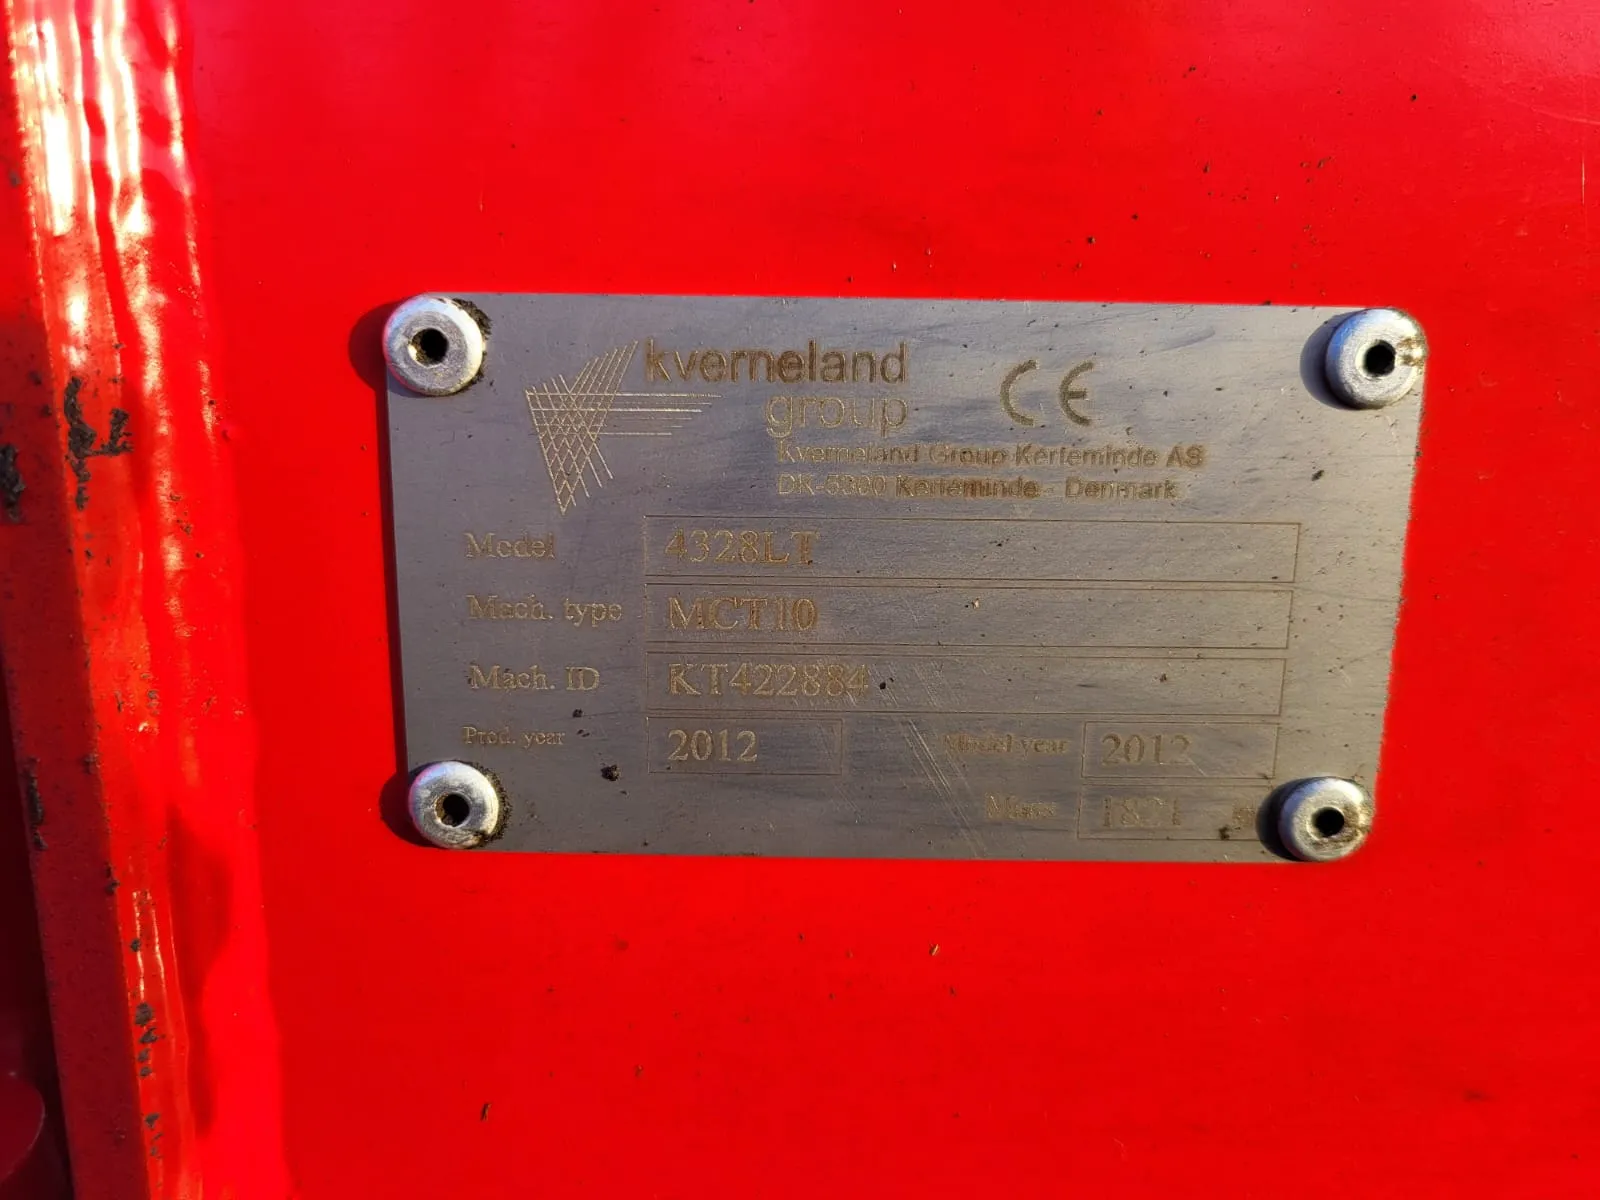 kverneland
group
CE
Kverneland Group Kerteminde AS
DK-5300 Kerteminde - Denmark
Model 4328LT
Mach. type MCT10
Mach. ID KT422884
Prod. year 2012 Model year 2012
Mass